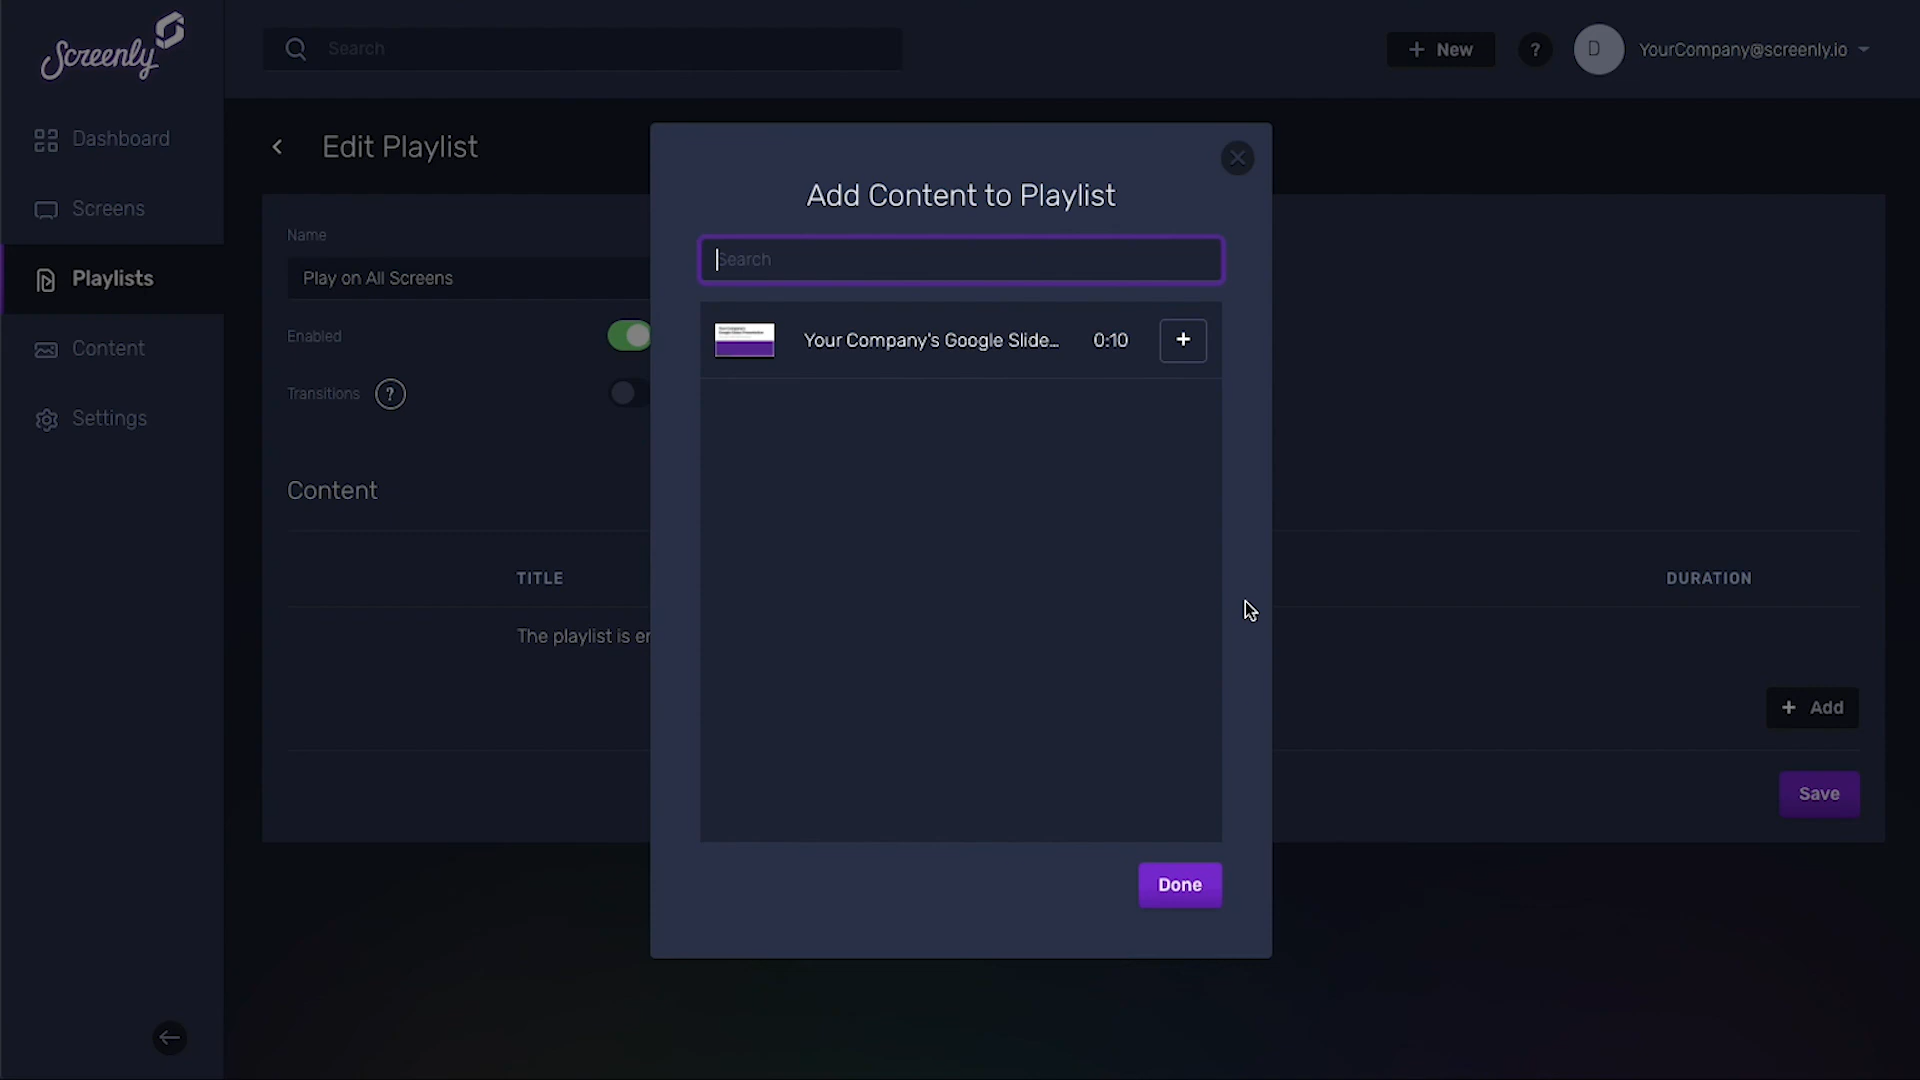 Screenly
Search
+ New
?
D
YourCompany@screenly.io
Dashboard
Screens
Playlists
Content
Settings
Edit Playlist
Name
Play on All Screens
Enabled
Transitions ?
Content
TITLE
DURATION
The playlist is
+ Add
Save
Add Content to Playlist
Search
Your Company's Google Slide... 0:10 +
Done